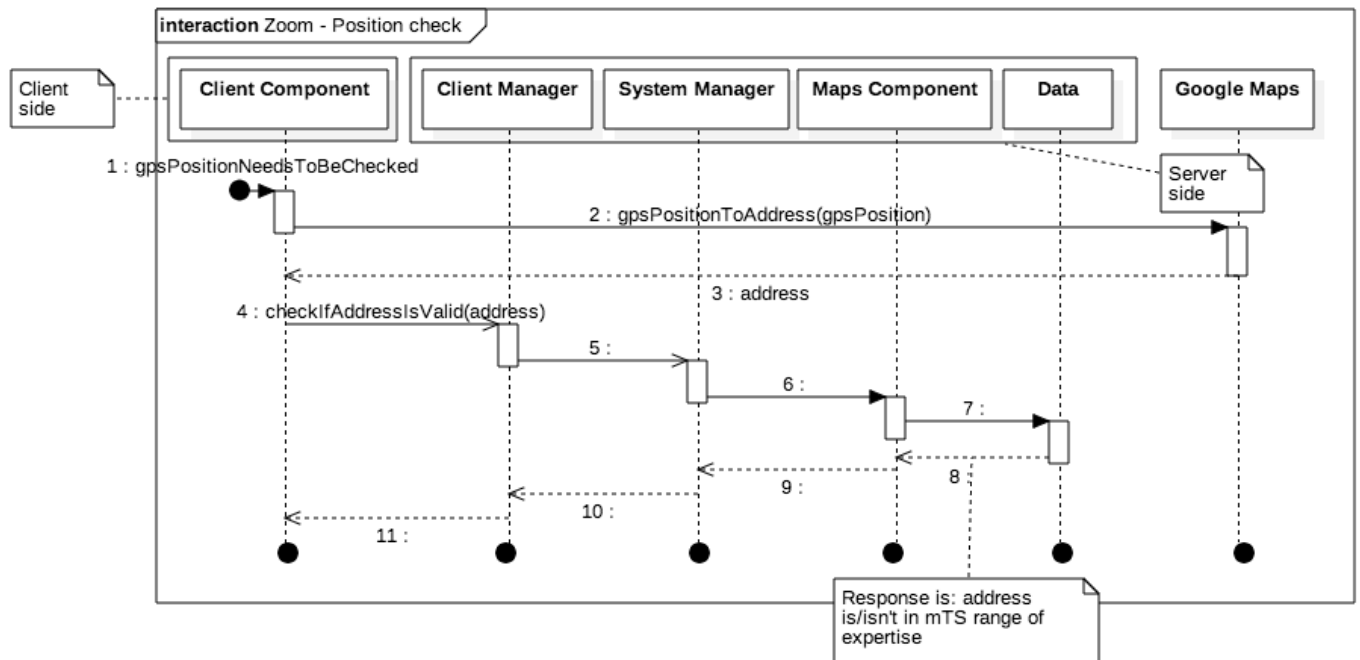 interaction Zoom - Position check
Client
side
Client Component
Client Manager
System Manager
Maps Component
Data
Google Maps
1 : gpsPositionNeedsToBeChecked
Server
side
2 : gpsPositionToAddress(gpsPosition)
3 : address
4 : checkIfAddressIsValid(address)
5 :
6 :
7 :
8 :
9 :
10 :
11 :
Response is: address
is/isn't in mTS range of
expertise